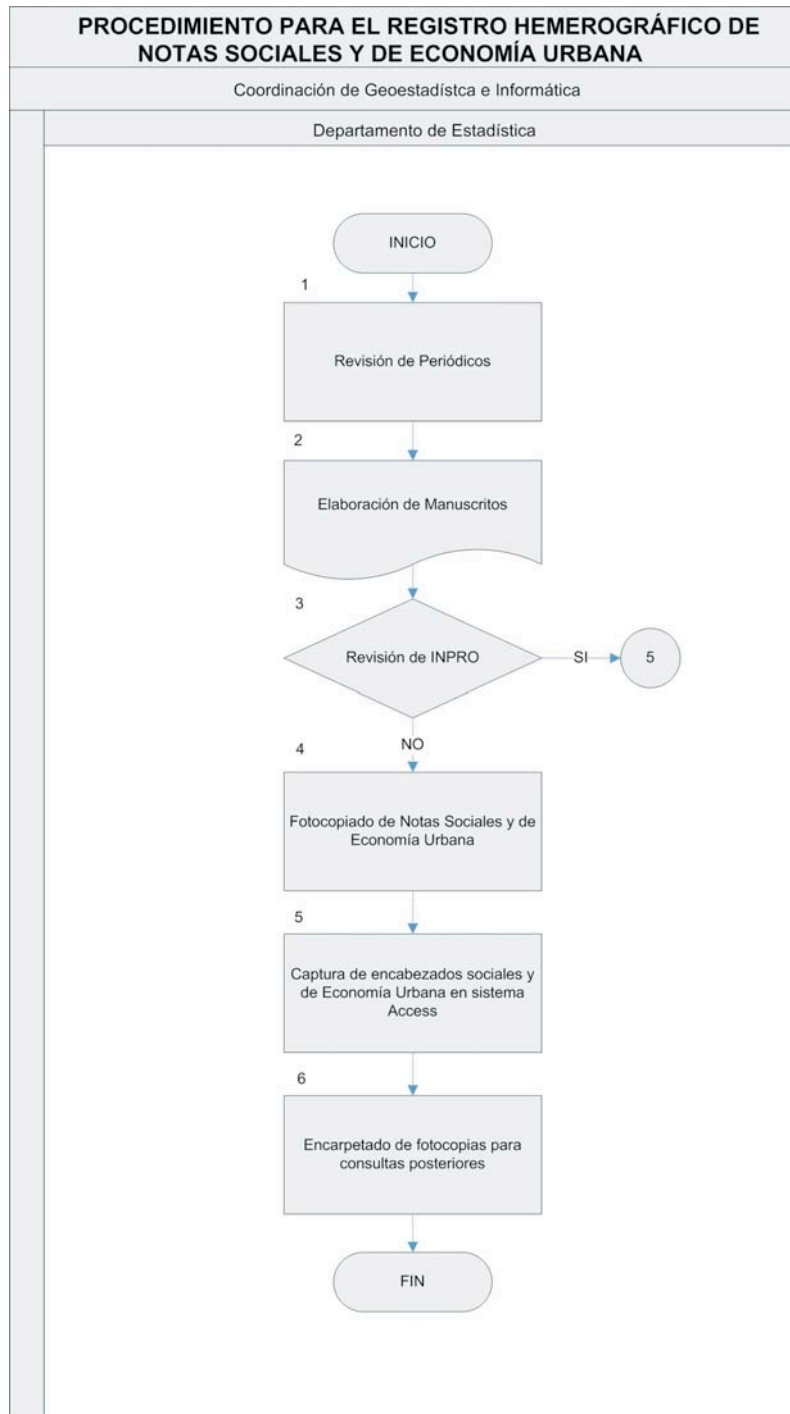 PROCEDIMIENTO PARA EL REGISTRO HEMEROGRÁFICO DE
NOTAS SOCIALES Y DE ECONOMÍA URBANA
Coordinación de Geoestadístca e Informática
Departamento de Estadística
INICIO
1
Revisión de Periódicos
2
Elaboración de Manuscritos
3
Revisión de INPRO
SI
5
NO
4
Fotocopiado de Notas Sociales y de
Economía Urbana
5
Captura de encabezados sociales y
de Economía Urbana en sistema
Access
6
Encarpetado de fotocopias para
consultas posteriores
FIN